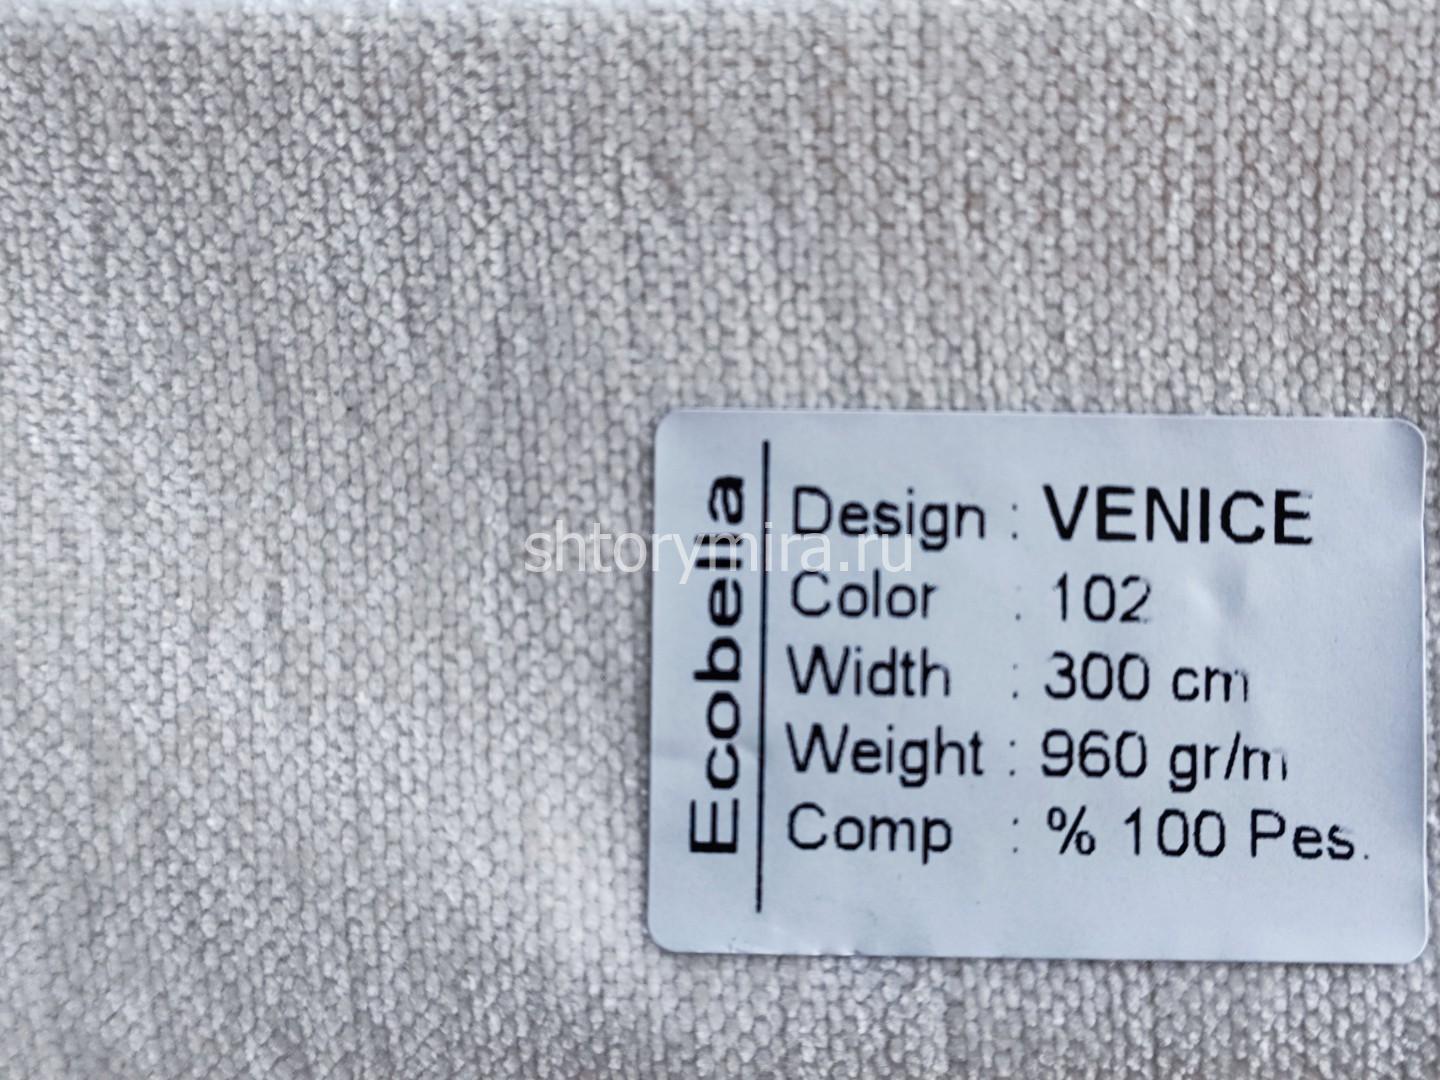 Ecobella
Design : VENICE
Color : 102
Width : 300 cm
Weight : 960 gr/m
Comp : % 100 Pes.
shtorymira.ru